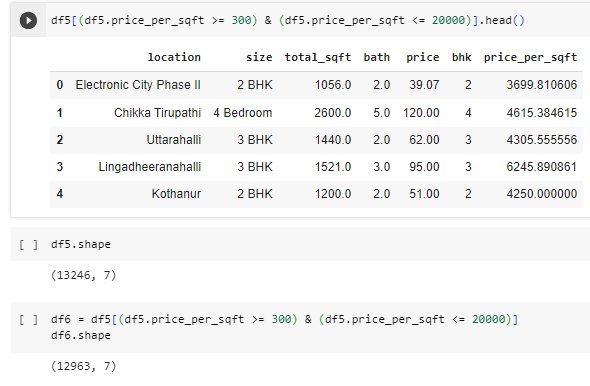 df5[(df5.price_per_sqft >= 300) & (df5.price_per_sqft <= 20000)].head()
location size total_sqft bath price bhk price_per_sqft
0 Electronic City Phase II 2 BHK 1056.0 2.0 39.07 2 3699.810606
1 Chikka Tirupathi 4 Bedroom 2600.0 5.0 120.00 4 4615.384615
2 Uttarahalli 3 BHK 1440.0 2.0 62.00 3 4305.555556
3 Lingadheeranahalli 3 BHK 1521.0 3.0 95.00 3 6245.890861
4 Kothanur 2 BHK 1200.0 2.0 51.00 2 4250.000000
[ ] df5.shape
(13246, 7)
[ ] df6 = df5[(df5.price_per_sqft >= 300) & (df5.price_per_sqft <= 20000)]
df6.shape
(12963, 7)